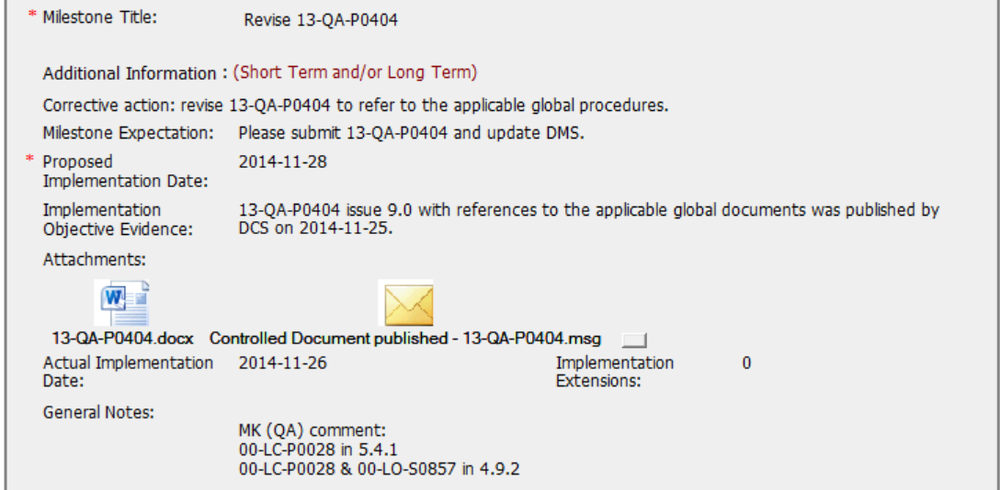 * Milestone Title: Revise 13-QA-P0404
Additional Information : (Short Term and/or Long Term)
Corrective action: revise 13-QA-P0404 to refer to the applicable global procedures.
Milestone Expectation: Please submit 13-QA-P0404 and update DMS.
* Proposed 2014-11-28
Implementation Date:
Implementation 13-QA-P0404 issue 9.0 with references to the applicable global documents was published by
Objective Evidence: DCS on 2014-11-25.
Attachments:
W
13-QA-P0404.docx Controlled Document published - 13-QA-P0404.msg
Actual Implementation 2014-11-26 Implementation 0
Date: Extensions:
General Notes:
MK (QA) comment:
00-LC-P0028 in 5.4.1
00-LC-P0028 & 00-LO-S0857 in 4.9.2